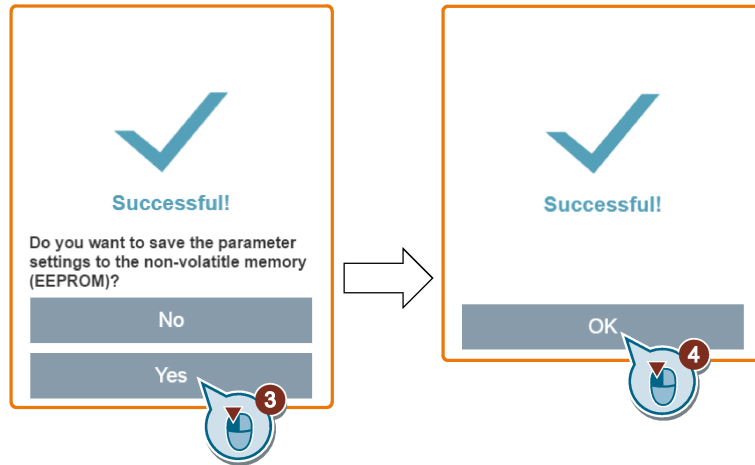 Successful!
Do you want to save the parameter
settings to the non-volatitle memory
(EEPROM)?
No
Yes
3
Successful!
OK
4